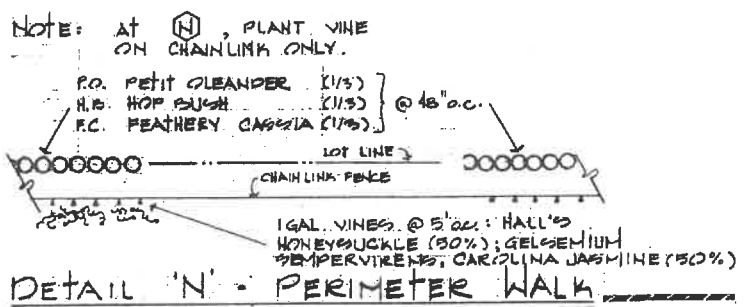 NOTE: AT N, PLANT VINE
ON CHAINLINK ONLY.
P.O. PETIT OLEANDER (1/3)
H.B. HOP BUSH (1/3) @ 48" o.c.
F.C. FEATHERY CASSIA (1/3)
LOT LINE
CHAIN LINK FENCE
1 GAL. VINES @ 5' o.c.: HALL'S
HONEYSUCKLE (50%); GELSEMIUM
SEMPERVIRENS, CAROLINA JASMINE (50%)
DETAIL 'N' - PERIMETER WALK